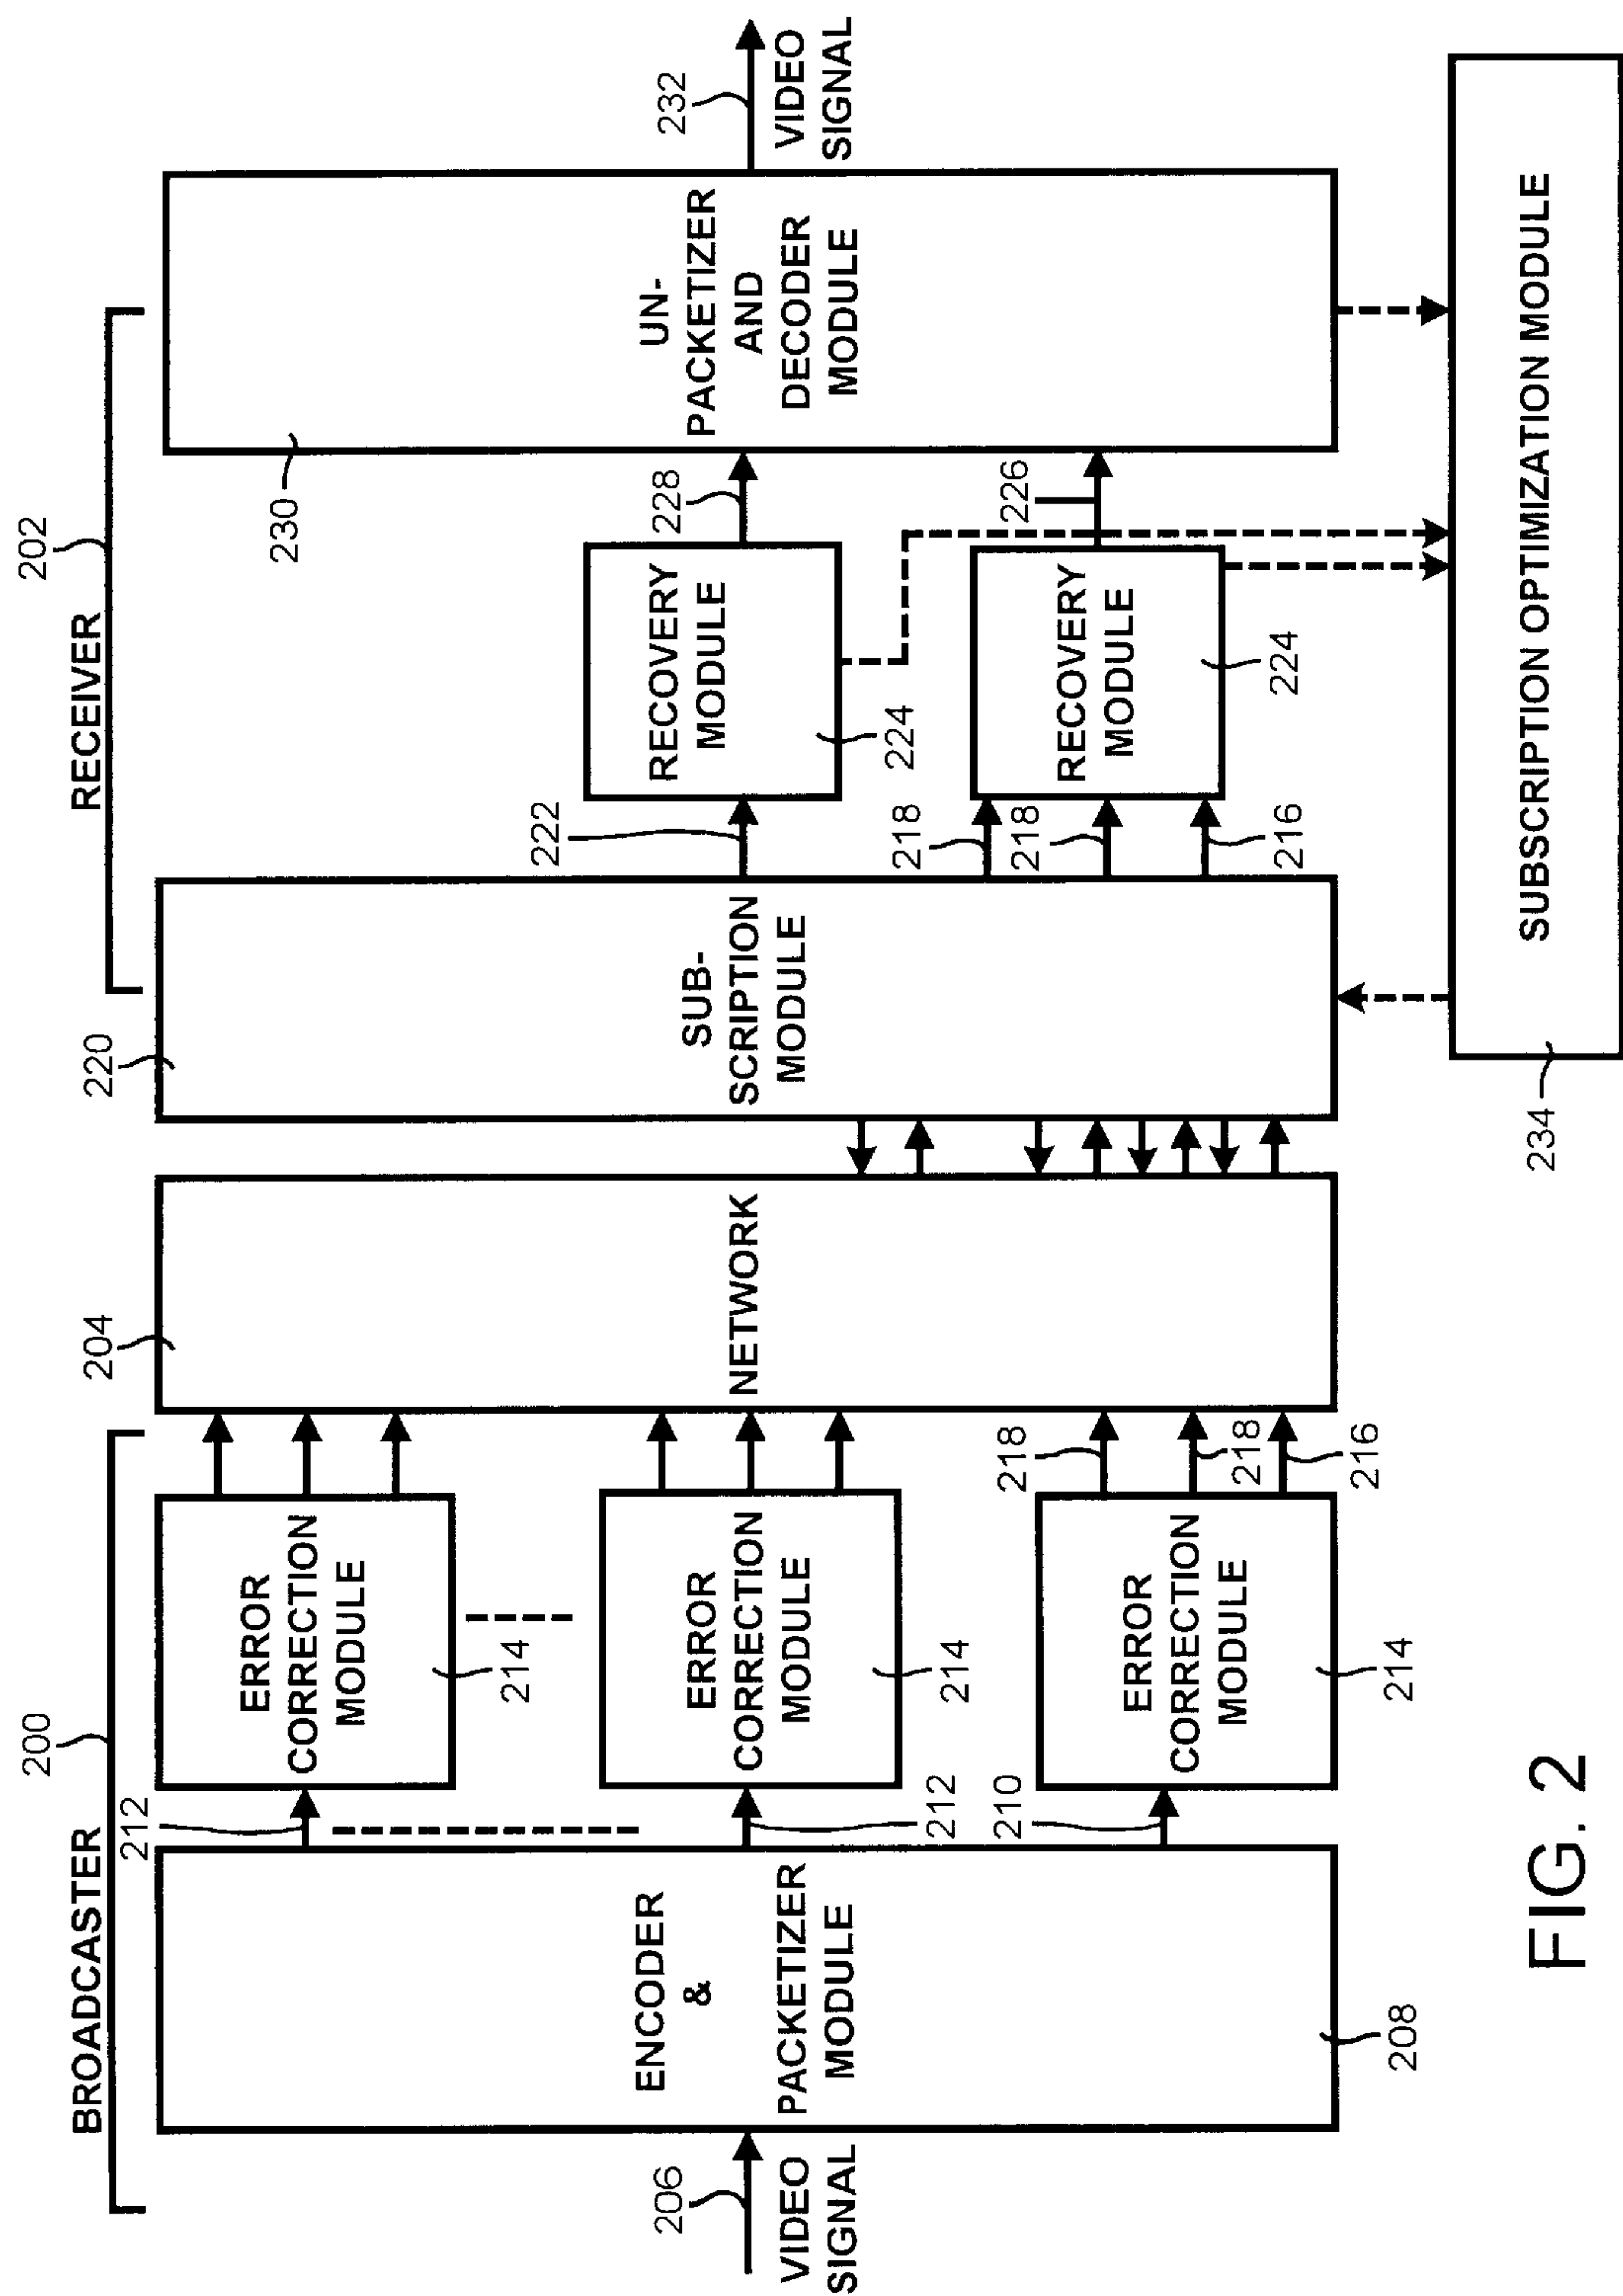 BROADCASTER
200
RECEIVER
202
206
VIDEO
SIGNAL
ENCODER
&
PACKETIZER
MODULE
208
212
212
210
ERROR
CORRECTION
MODULE
214
ERROR
CORRECTION
MODULE
214
ERROR
CORRECTION
MODULE
214
218
218
216
204
NETWORK
220
SUB-
SCRIPTION
MODULE
222
218
218
216
RECOVERY
MODULE
224
RECOVERY
MODULE
224
228
226
230
UN-
PACKETIZER
AND
DECODER
MODULE
232
VIDEO
SIGNAL
234
SUBSCRIPTION OPTIMIZATION MODULE
FIG. 2